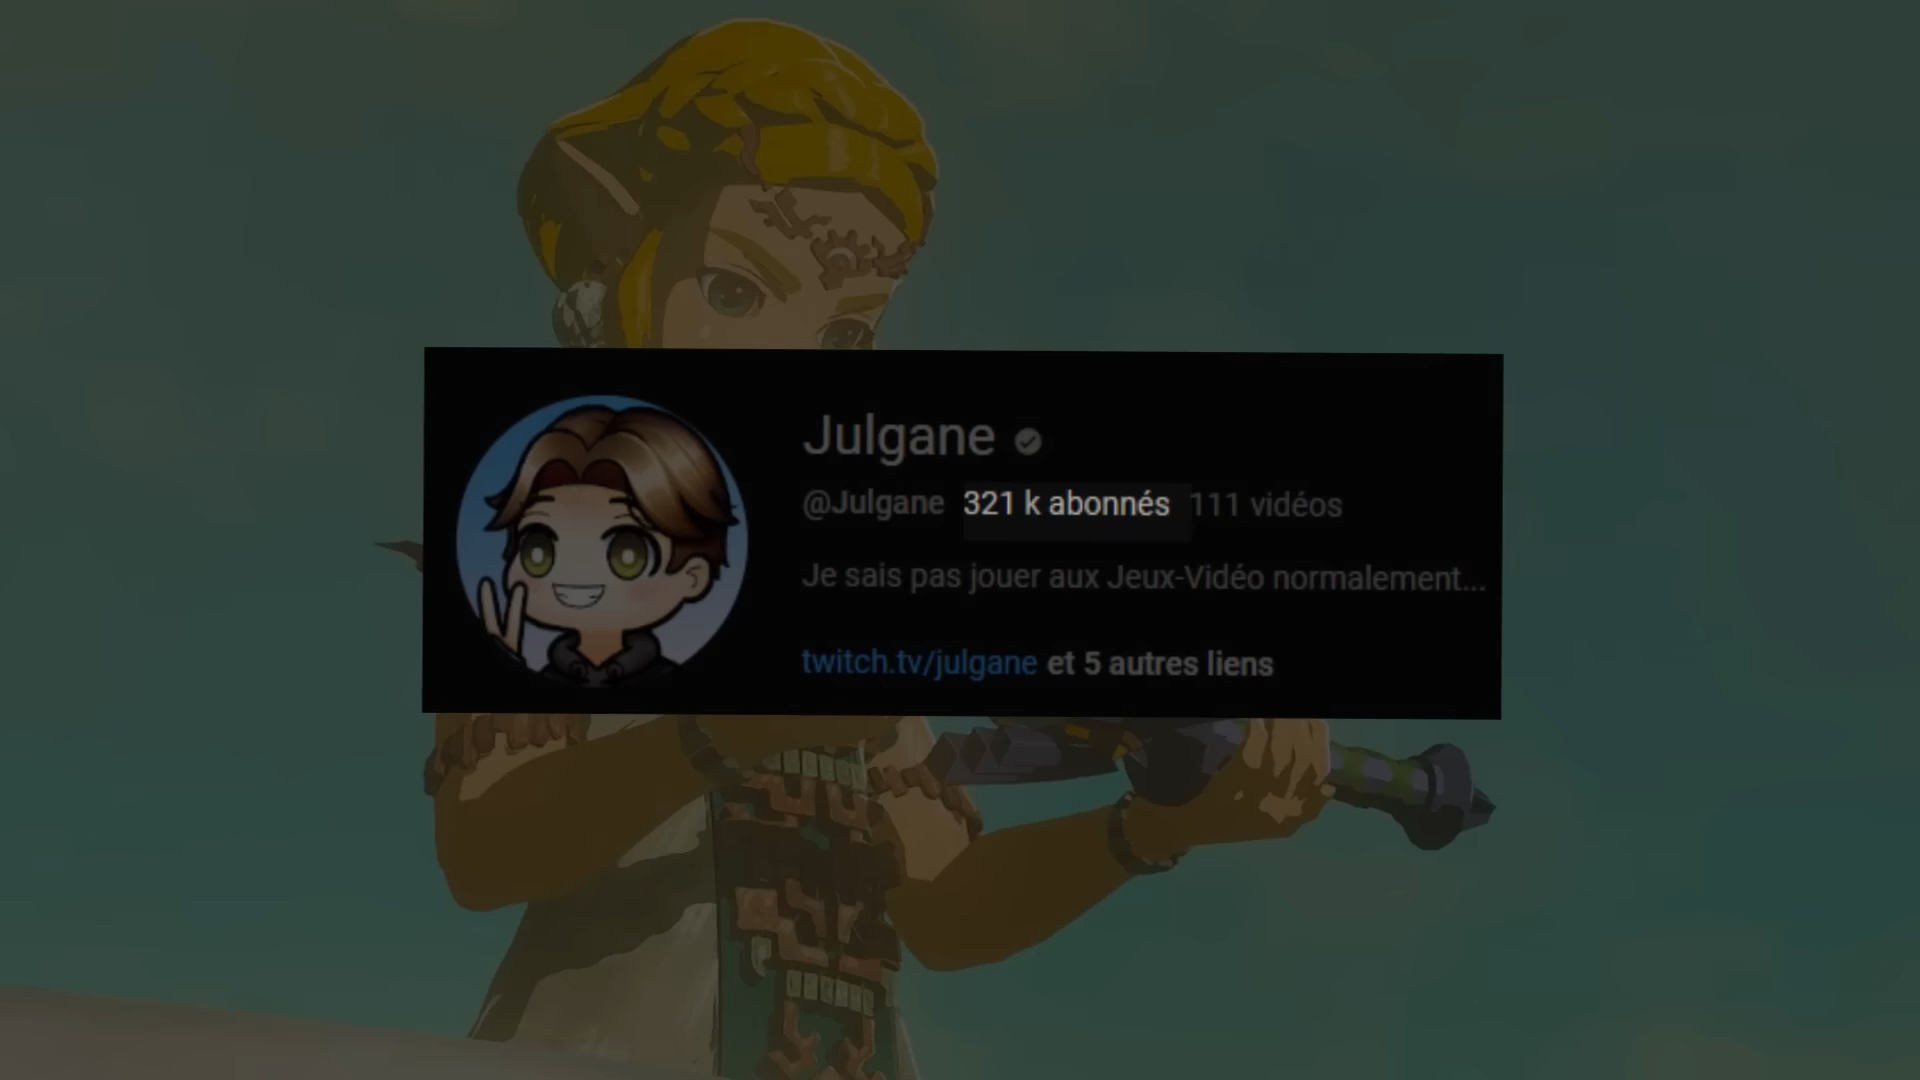 Julgane
@Julgane 321 k abonnés 111 vidéos
Je sais pas jouer aux Jeux-Vidéo normalement...
twitch.tv/julgane et 5 autres liens